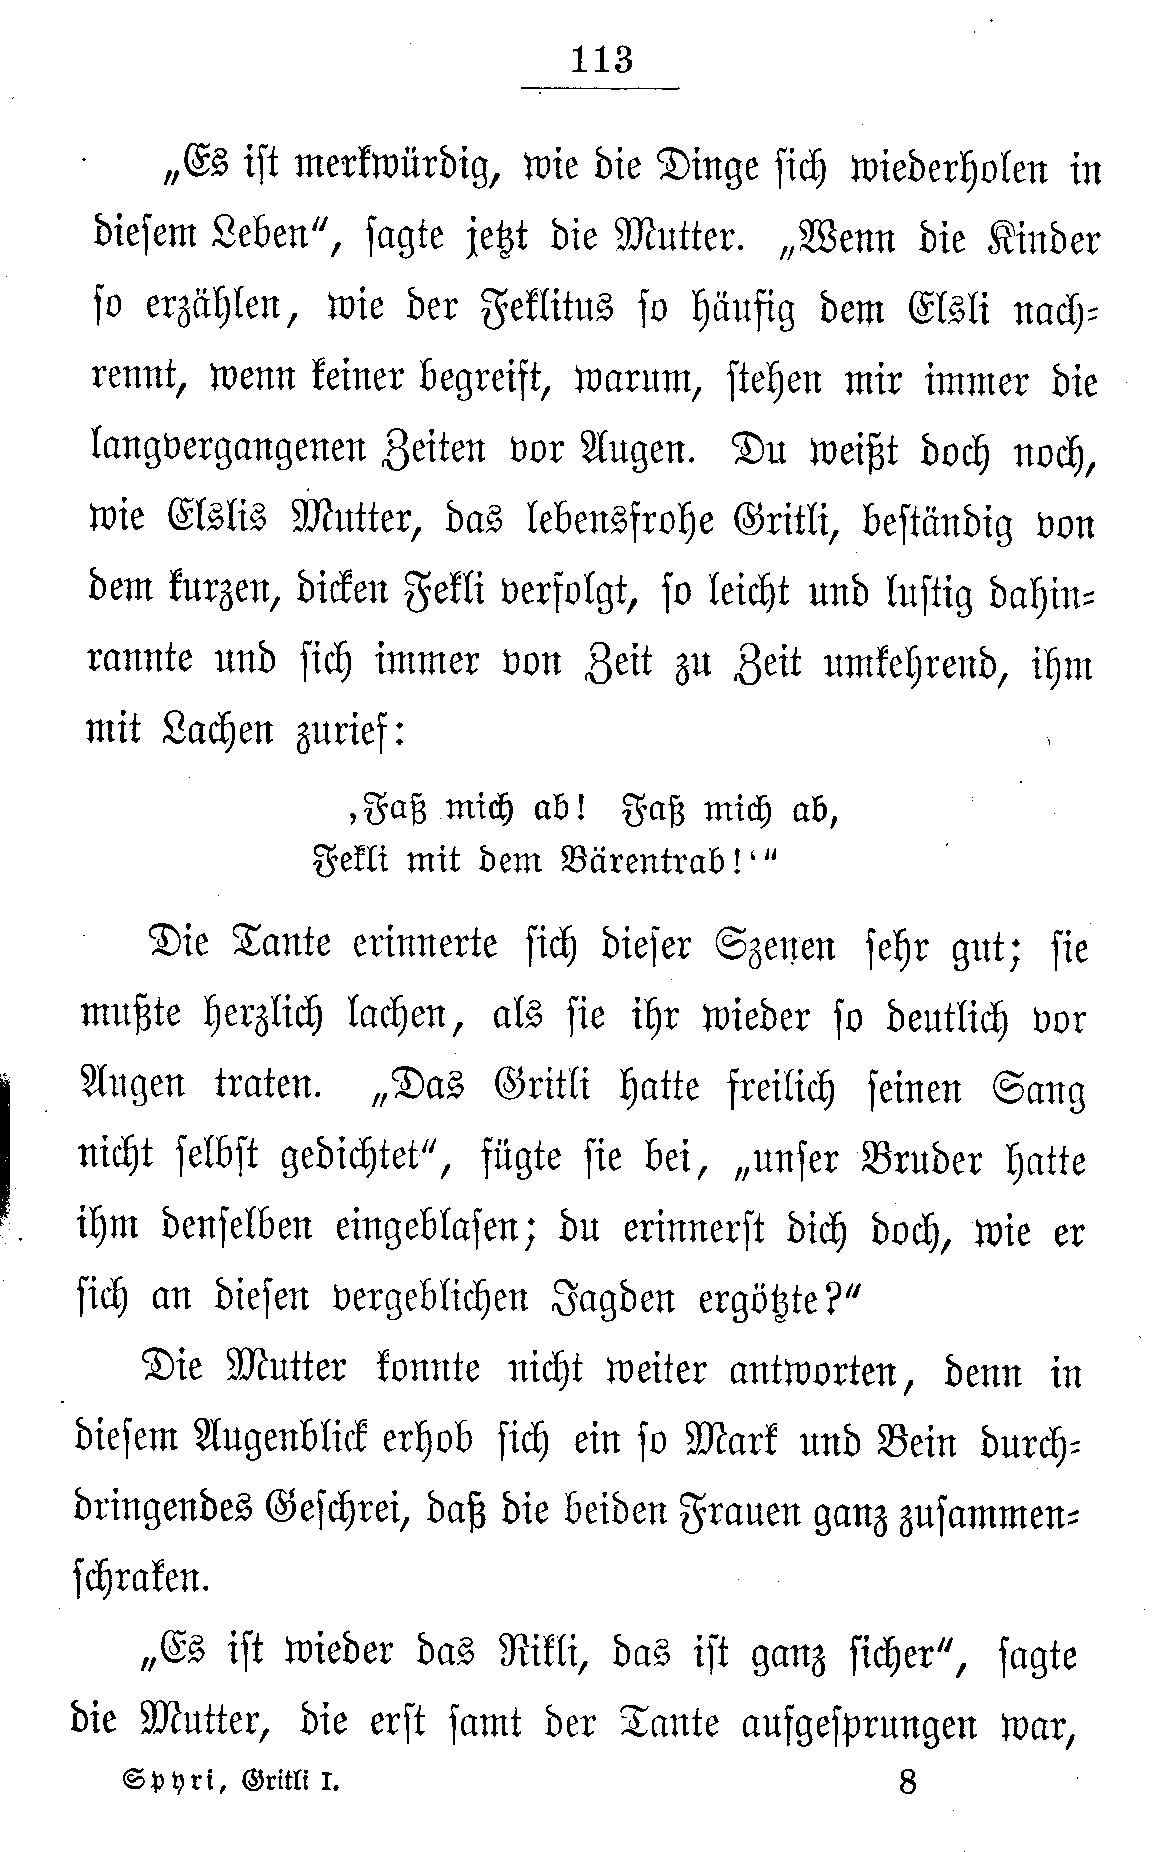 113
„Es ist merkwürdig, wie die Dinge sich wiederholen in
diesem Leben“, sagte jetzt die Mutter. „Wenn die Kinder
so erzählen, wie der Feklitus so häufig dem Elsli nach-
rennt, wenn keiner begreift, warum, stehen mir immer die
langvergangenen Zeiten vor Augen. Du weißt doch noch,
wie Elslis Mutter, das lebensfrohe Gritli, beständig von
dem kurzen, dicken Fekli verfolgt, so leicht und lustig dahin-
rannte und sich immer von Zeit zu Zeit umkehrend, ihm
mit Lachen zurief:
‚Faß mich ab! Faß mich ab,
Fekli mit dem Bärentrab!‘“
Die Tante erinnerte sich dieser Szenen sehr gut; sie
mußte herzlich lachen, als sie ihr wieder so deutlich vor
Augen traten. „Das Gritli hatte freilich seinen Sang
nicht selbst gedichtet“, fügte sie bei, „unser Bruder hatte
ihm denselben eingeblasen; du erinnerst dich doch, wie er
sich an diesen vergeblichen Jagden ergötzte?“
Die Mutter konnte nicht weiter antworten, denn in
diesem Augenblick erhob sich ein so Mark und Bein durch-
dringendes Geschrei, daß die beiden Frauen ganz zusammen-
schraken.
„Es ist wieder das Rikli, das ist ganz sicher“, sagte
die Mutter, die erst samt der Tante aufgesprungen war,
Spyri, Gritli I. 8